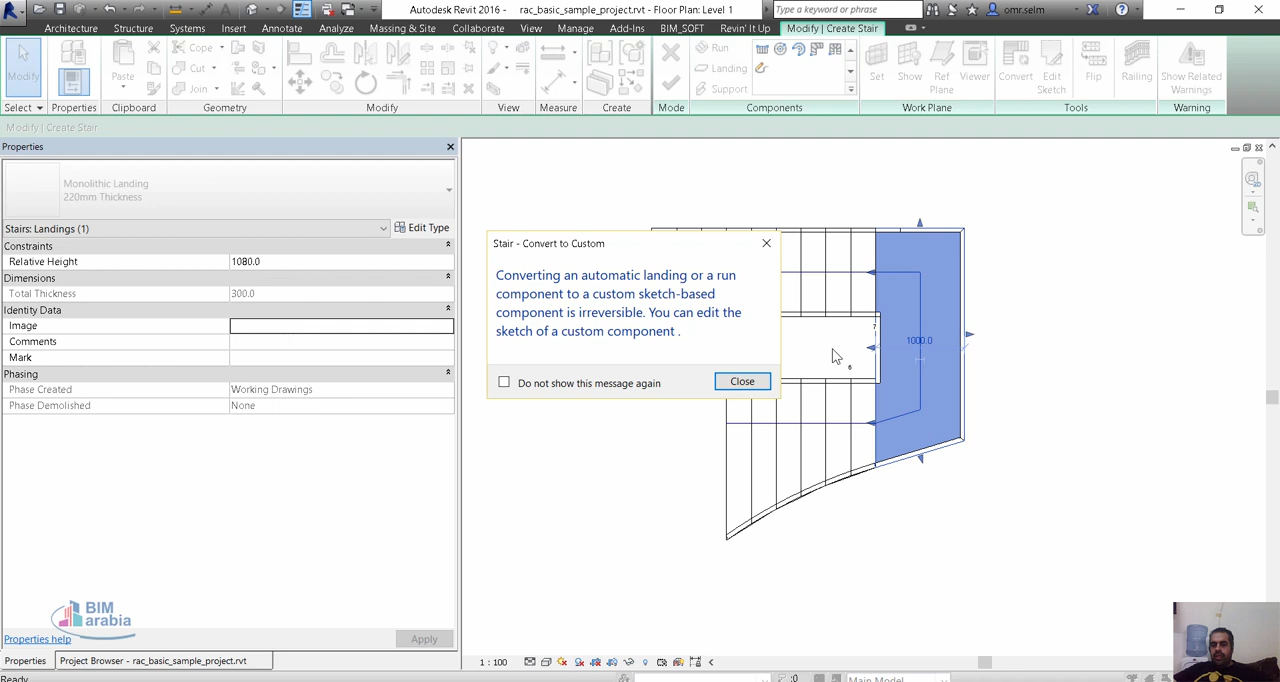 Autodesk Revit 2016 - rac_basic_sample_project.rvt - Floor Plan: Level 1
Type a keyword or phrase
omr.selm
Architecture Structure Systems Insert Annotate Analyze Massing & Site Collaborate View Manage Add-Ins BIM_SOFT Revin' It Up Modify | Create Stair
Modify
Paste
Cope
Cut
Join
Run
Landing
Support
Set Show Ref Plane Viewer
Convert Edit Sketch Flip Railing Show Related Warnings
Select Properties Clipboard Geometry Modify View Measure Create Mode Components Work Plane Tools Warning
Modify | Create Stair
Properties
Monolithic Landing
220mm Thickness
Stairs: Landings (1) Edit Type
Constraints
Relative Height 1080.0
Dimensions
Total Thickness 300.0
Identity Data
Image
Comments
Mark
Phasing
Phase Created Working Drawings
Phase Demolished None
Stair - Convert to Custom
Converting an automatic landing or a run
component to a custom sketch-based
component is irreversible. You can edit the
sketch of a custom component .
Do not show this message again Close
7
1000.0
6
BIM
arabia
Properties help Apply
Properties Project Browser - rac_basic_sample_project.rvt
1 : 100
Ready
:0
Main Model